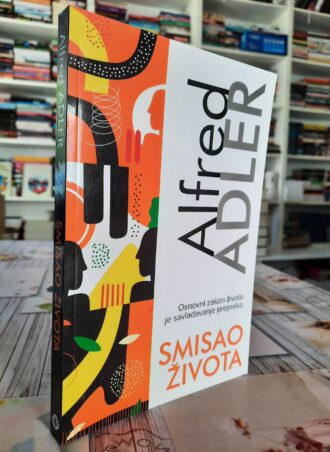 Alfred ADLER
SMISAO ŽIVOTA
Alfred
ADLER
Osnovni zakon života
je savladavanje prepreka.
SMISAO
ŽIVOTA